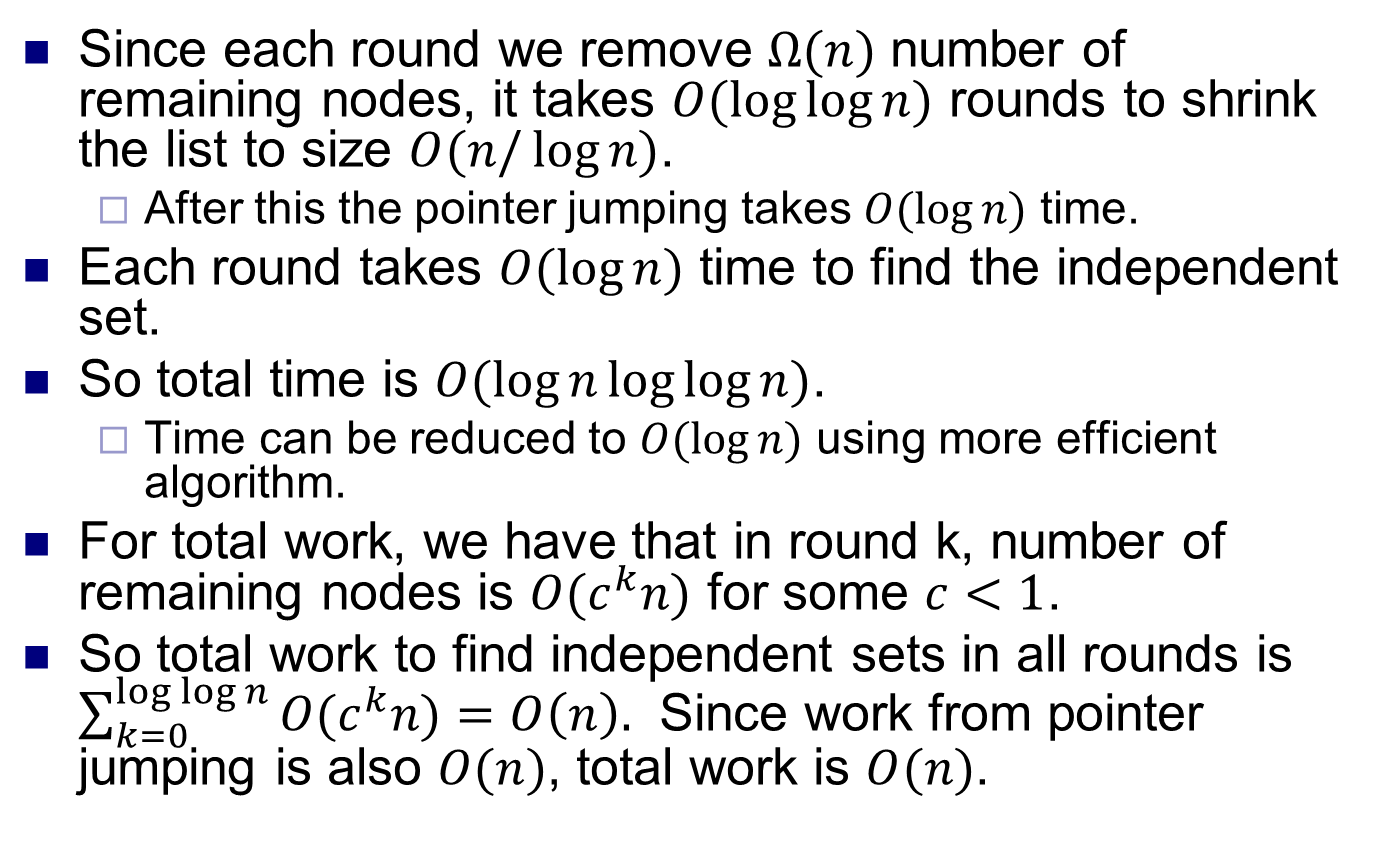 ■ Since each round we remove Ω(n) number of
remaining nodes, it takes O(log log n) rounds to shrink
the list to size O(n/ log n).
□ After this the pointer jumping takes O(log n) time.
■ Each round takes O(log n) time to find the independent
set.
■ So total time is O(log n log log n).
□ Time can be reduced to O(log n) using more efficient
algorithm.
■ For total work, we have that in round k, number of
remaining nodes is O(cᵏn) for some c < 1.
■ So total work to find independent sets in all rounds is
∑_{k=0}^{log log n} O(cᵏn) = O(n). Since work from pointer
jumping is also O(n), total work is O(n).